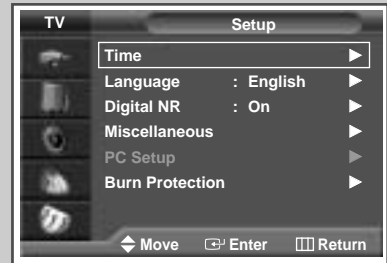 TV Setup
Time
Language : English
Digital NR : On
Miscellaneous
PC Setup
Burn Protection
Move Enter Return